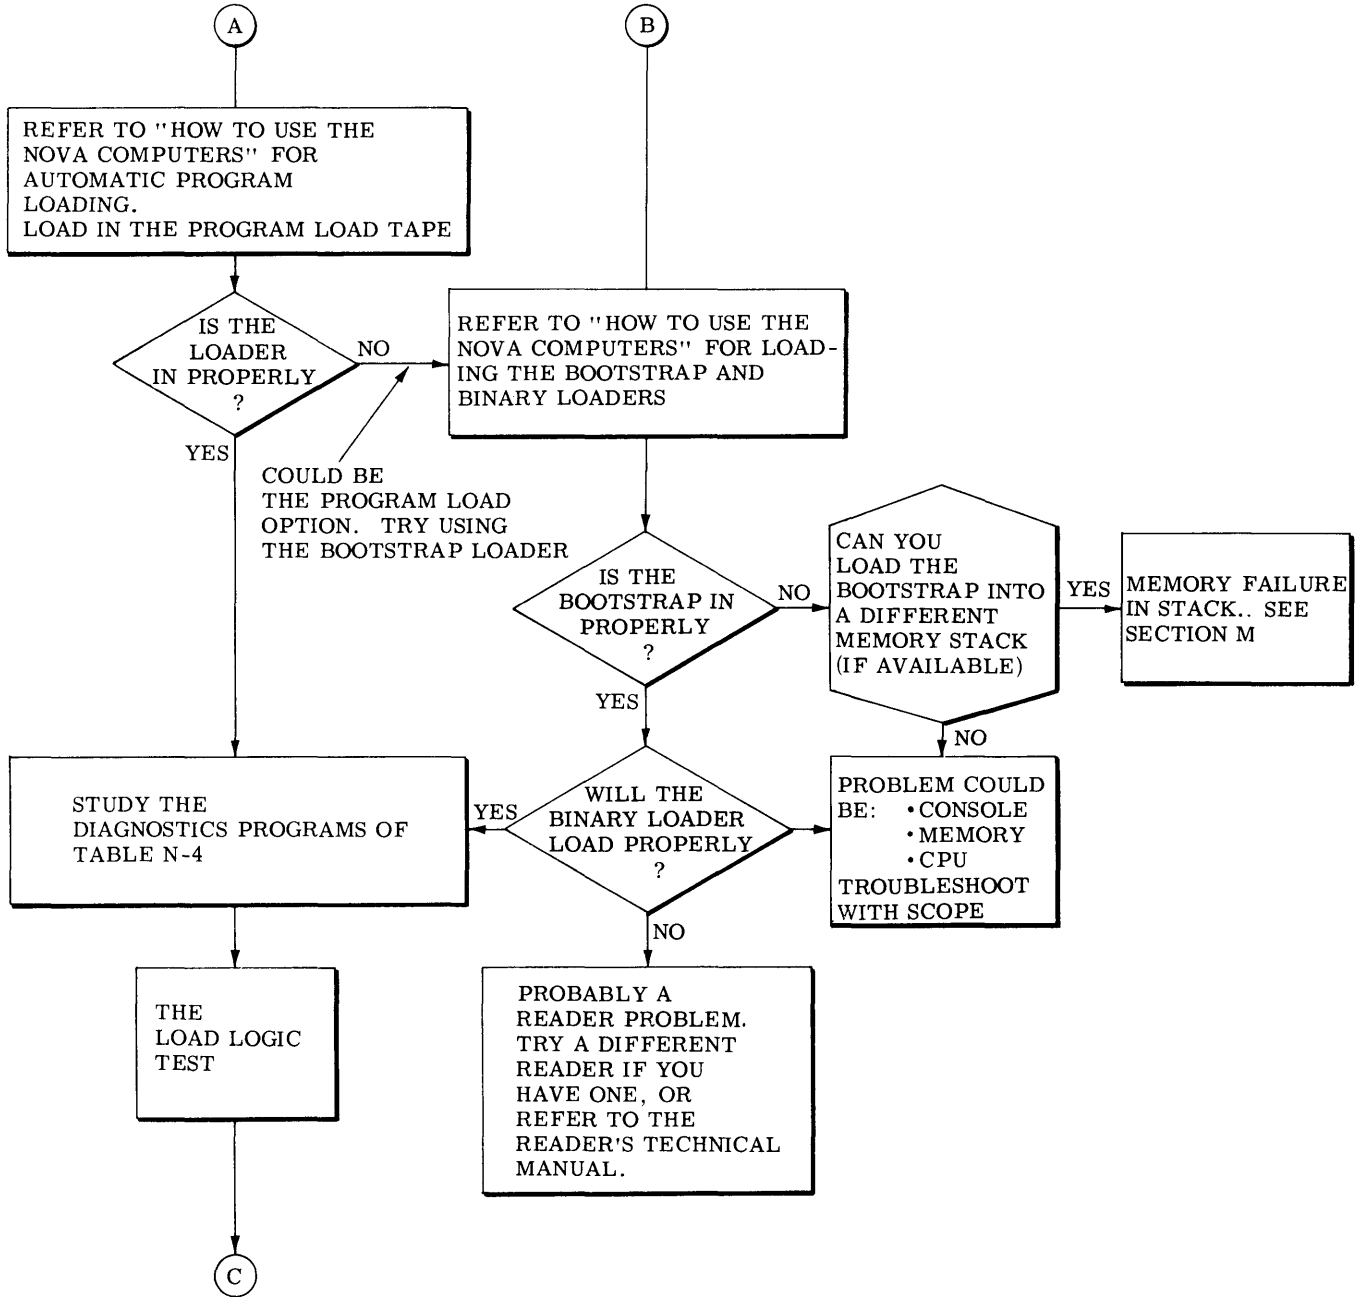 A
B
REFER TO "HOW TO USE THE
NOVA COMPUTERS" FOR
AUTOMATIC PROGRAM
LOADING.
LOAD IN THE PROGRAM LOAD TAPE
IS THE
LOADER
IN PROPERLY
?
NO
YES
REFER TO "HOW TO USE THE
NOVA COMPUTERS" FOR LOAD-
ING THE BOOTSTRAP AND
BINARY LOADERS
COULD BE
THE PROGRAM LOAD
OPTION. TRY USING
THE BOOTSTRAP LOADER
IS THE
BOOTSTRAP IN
PROPERLY
?
NO
YES
CAN YOU
LOAD THE
BOOTSTRAP INTO
A DIFFERENT
MEMORY STACK
(IF AVAILABLE)
YES
NO
MEMORY FAILURE
IN STACK.. SEE
SECTION M
STUDY THE
DIAGNOSTICS PROGRAMS OF
TABLE N-4
YES
WILL THE
BINARY LOADER
LOAD PROPERLY
?
NO
PROBLEM COULD
BE: • CONSOLE
• MEMORY
• CPU
TROUBLESHOOT
WITH SCOPE
THE
LOAD LOGIC
TEST
PROBABLY A
READER PROBLEM.
TRY A DIFFERENT
READER IF YOU
HAVE ONE, OR
REFER TO THE
READER'S TECHNICAL
MANUAL.
C